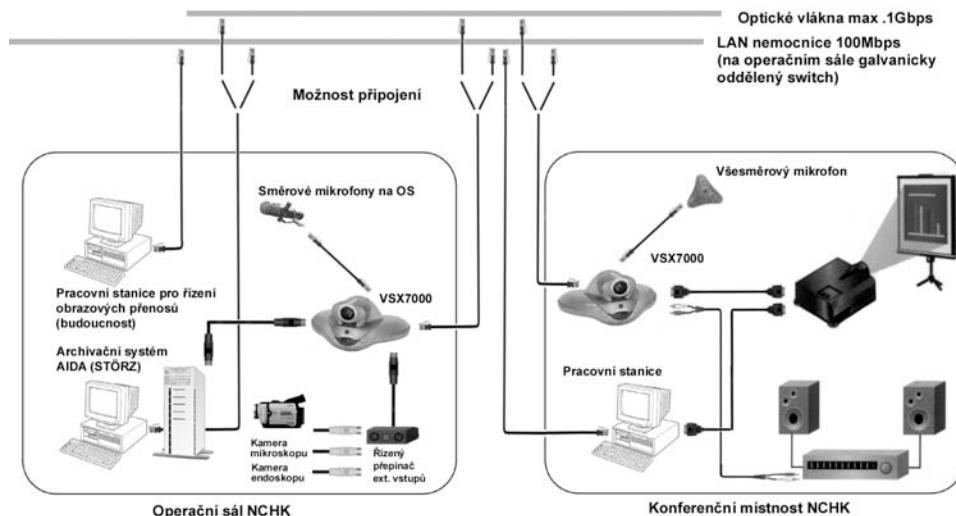 Optické vlákna max .1Gbps
LAN nemocnice 100Mbps
(na operačním sále galvanicky
oddělený switch)
Možnost připojení
Směrové mikrofony na OS
VSX7000
Pracovní stanice pro řízení
obrazových přenosů
(budoucnost)
Archivační systém
AIDA (STÖRZ)
Kamera
mikroskopu
Kamera
endoskopu
Řízený
přepinač
ext. vstupů
Operační sál NCHK
Všesměrový mikrofon
VSX7000
Pracovní stanice
Konferenční místnost NCHK